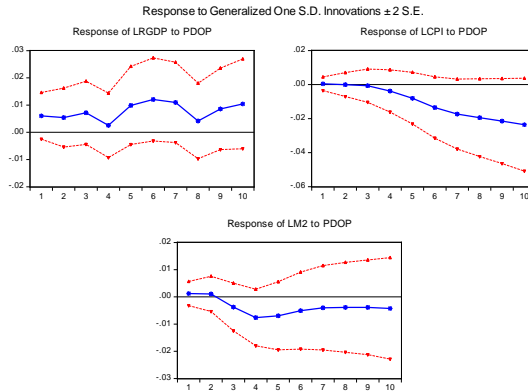 Response to Generalized One S.D. Innovations ± 2 S.E.
Response of LRGDP to PDOP
.03
.02
.01
.00
-.01
-.02
1 2 3 4 5 6 7 8 9 10
Response of LCPI to PDOP
.02
.00
-.02
-.04
-.06
1 2 3 4 5 6 7 8 9 10
Response of LM2 to PDOP
.02
.01
.00
-.01
-.02
-.03
1 2 3 4 5 6 7 8 9 10